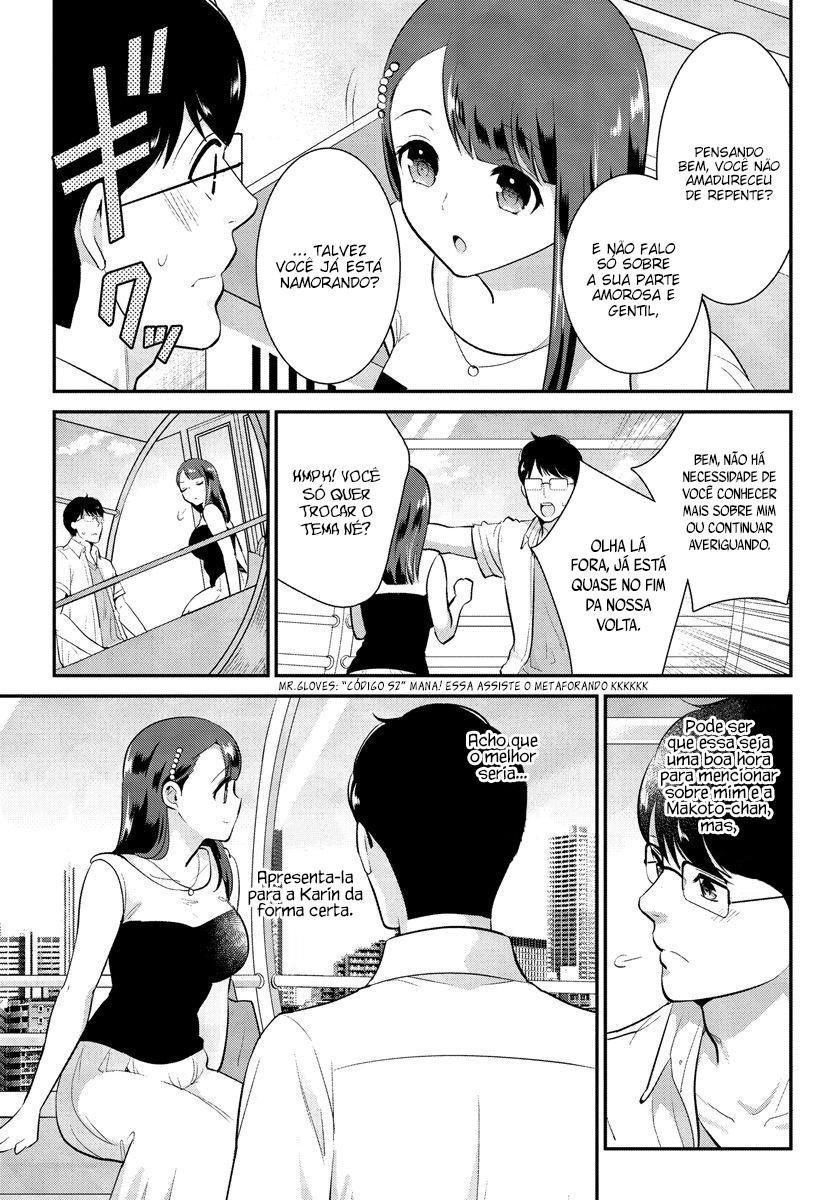 PENSANDO
BEM, VOCÊ NÃO
AMADURECEU
DE REPENTE?
E NÃO FALO
SÓ SOBRE
A SUA PARTE
AMOROSA E
GENTIL,
... TALVEZ
VOCÊ JÁ ESTÁ
NAMORANDO?
ギクッ
BEM, NÃO HÁ
NECESSIDADE DE
VOCÊ CONHECER
MAIS SOBRE MIM
OU CONTINUAR
AVERIGUANDO.
OLHA LÁ
FORA, JÁ ESTÁ
QUASE NO FIM
DA NOSSA
VOLTA.
HMPH! VOCÊ
SÓ QUER
TROCAR O
TEMA NÉ?
MR.GLOVES: "CÓDIGO 52" MANA! ESSA ASSISTE O METAFORANDO KKKKKK
Pode ser
que essa seja
uma boa hora
para mencionar
sobre mim e a
Makoto-chan,
mas,
Acho que
o melhor
seria...
Apresenta-la
para a Karin da
forma certa.